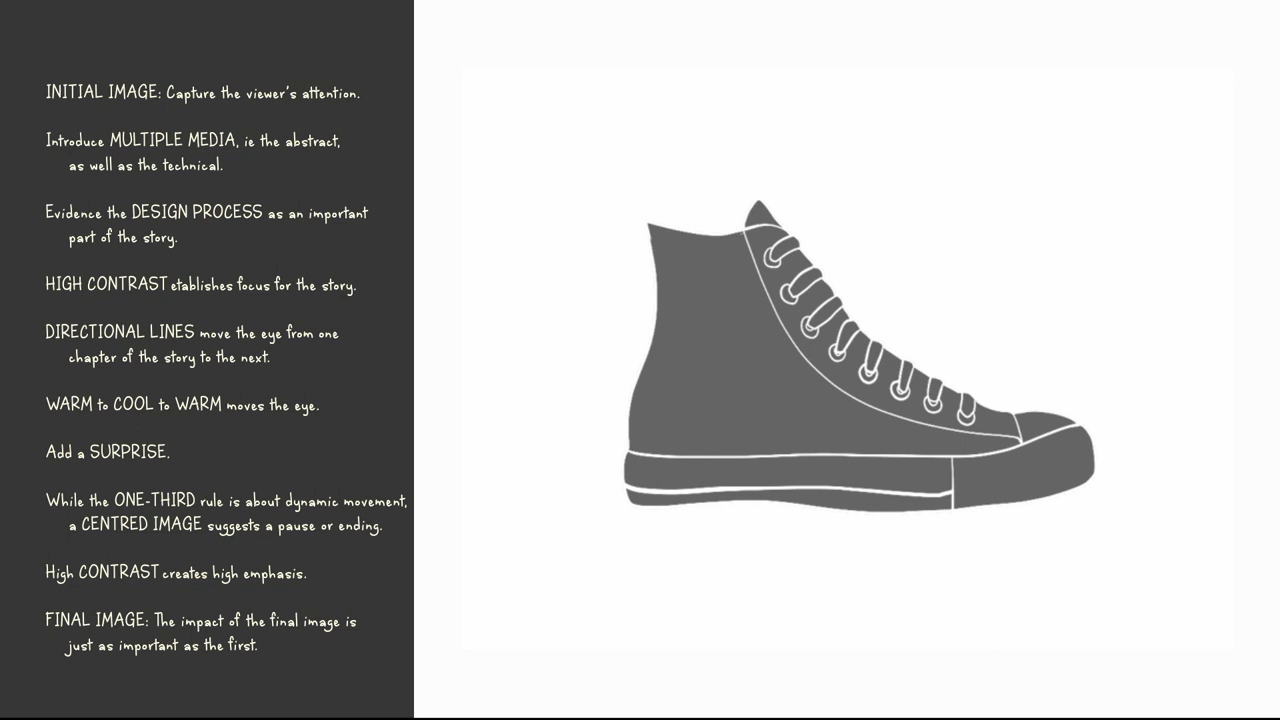 INITIAL IMAGE: Capture the viewer's attention.
Introduce MULTIPLE MEDIA, ie the abstract,
as well as the technical.
Evidence the DESIGN PROCESS as an important
part of the story.
HIGH CONTRAST etablishes focus for the story.
DIRECTIONAL LINES move the eye from one
chapter of the story to the next.
WARM to COOL to WARM moves the eye.
Add a SURPRISE.
While the ONE-THIRD rule is about dynamic movement,
a CENTRED IMAGE suggests a pause or ending.
High CONTRAST creates high emphasis.
FINAL IMAGE: The impact of the final image is
just as important as the first.